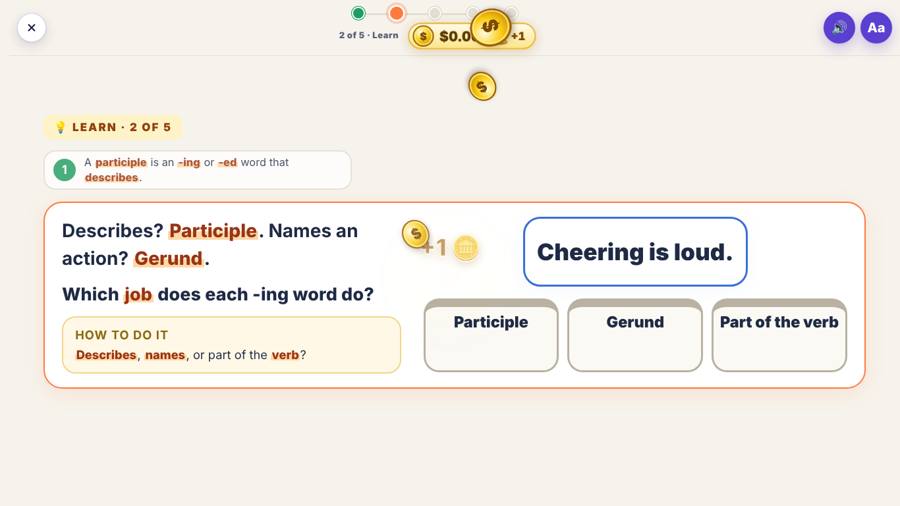 2 of 5 · Learn
+1
LEARN · 2 OF 5
1
A participle is an -ing or -ed word that
describes.
Describes? Participle. Names an
action? Gerund.
Which job does each -ing word do?
HOW TO DO IT
Describes, names, or part of the verb?
+1
Cheering is loud.
Participle
Gerund
Part of the verb
Aa